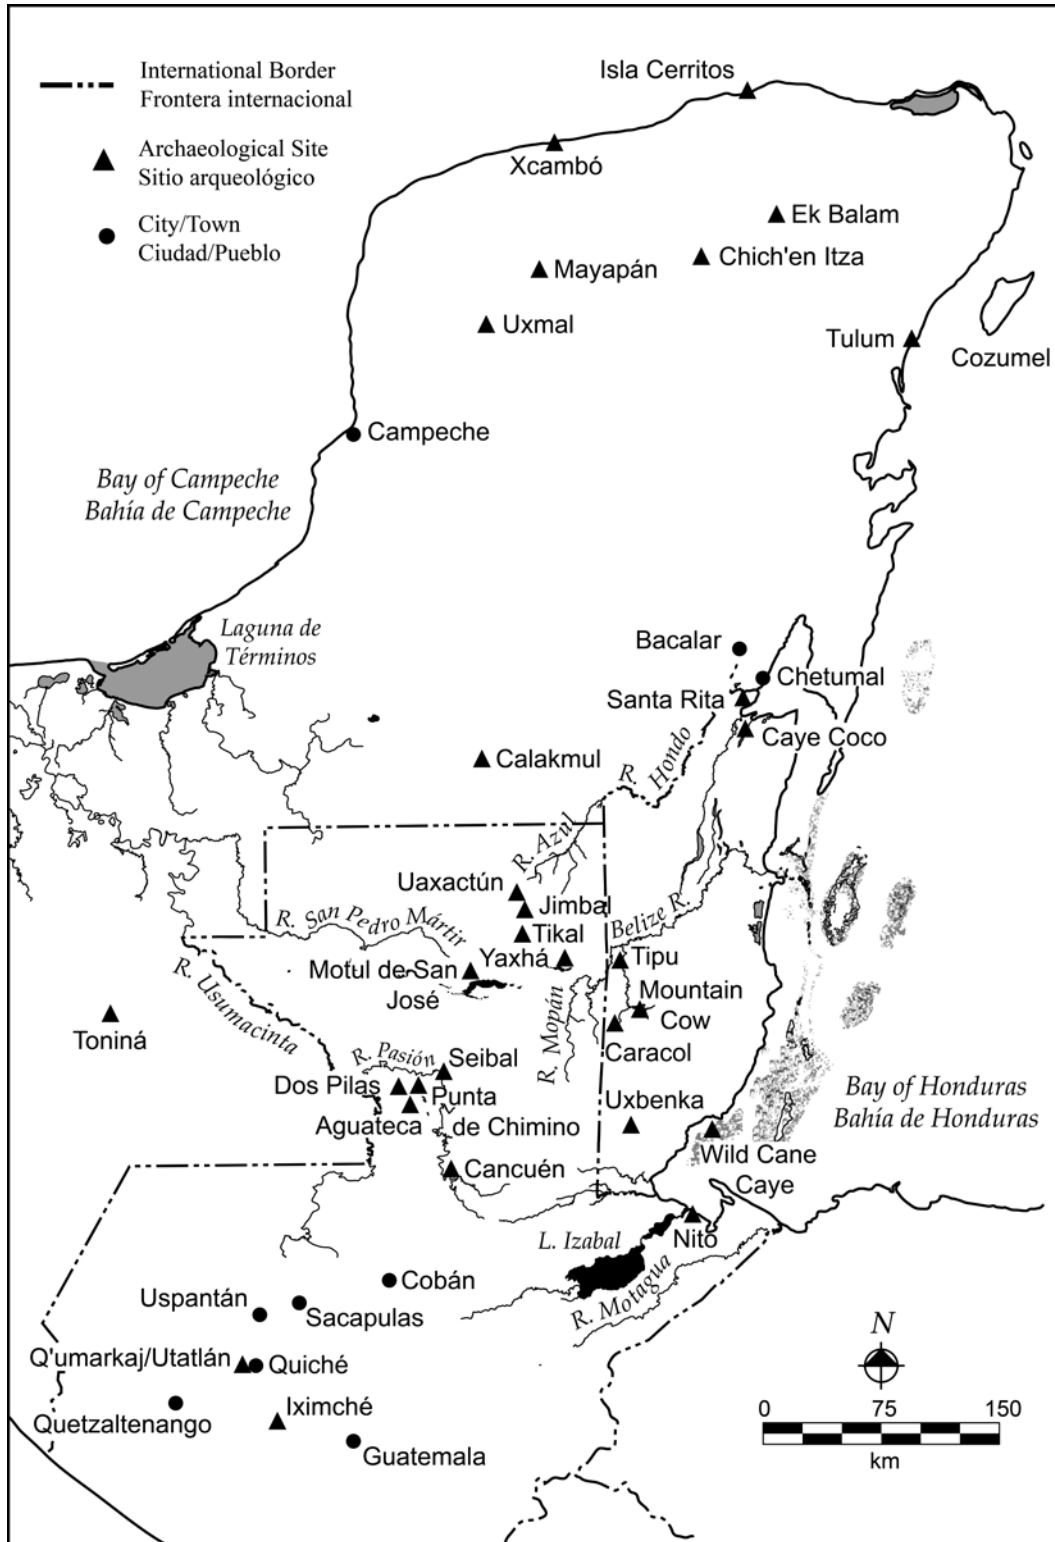 International Border
Frontera internacional
Archaeological Site
Sitio arqueológico
City/Town
Ciudad/Pueblo
Isla Cerritos
Xcambó
Ek Balam
Chich'en Itza
Mayapán
Uxmal
Tulum
Cozumel
Campeche
Bay of Campeche
Bahía de Campeche
Laguna de
Términos
Bacalar
Chetumal
Santa Rita
Caye Coco
Calakmul
R. Hondo
R. Azul
Uaxactún
Jimbal
R. San Pedro Mártir
Belize R.
Tikal
Yaxhá
Tipu
Motul de San
José
R. Usumacinta
Mountain
Cow
R. Mopán
Toniná
Caracol
R. Pasión
Seibal
Dos Pilas
Punta
de Chimino
Aguateca
Uxbenka
Bay of Honduras
Bahía de Honduras
Wild Cane
Caye
Cancuén
Nito
L. Izabal
R. Motagua
Cobán
Uspantán
Sacapulas
Q'umarkaj/Utatlán
Quiché
Iximché
Quetzaltenango
Guatemala
N
0 75 150
km